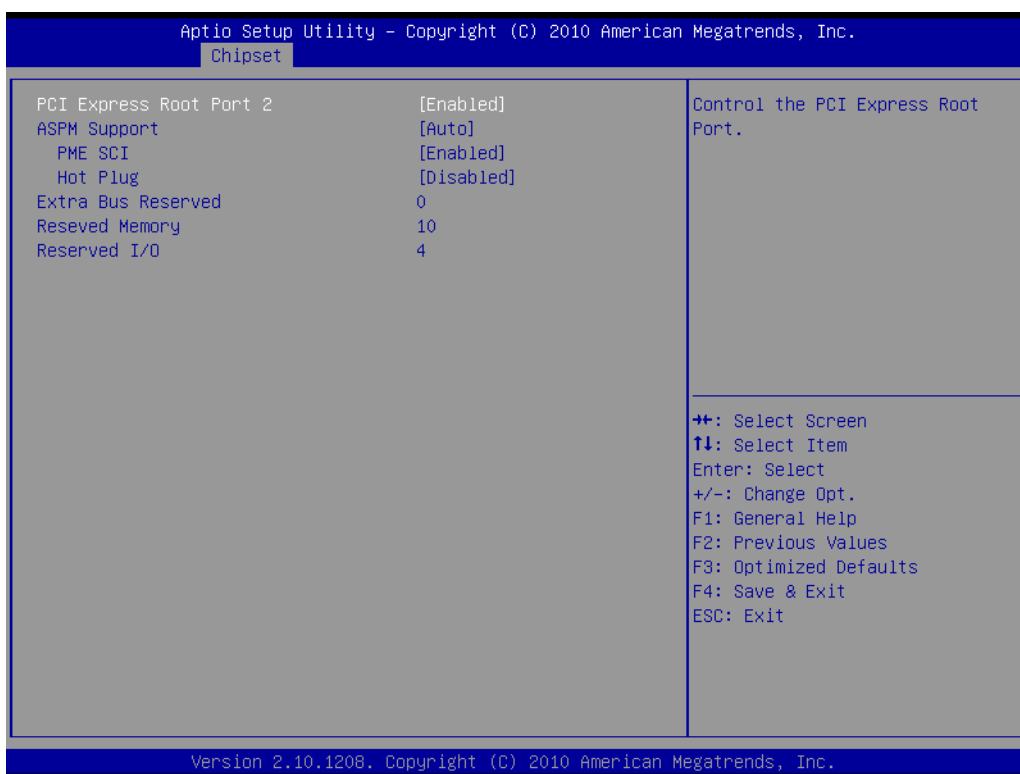 Aptio Setup Utility – Copyright (C) 2010 American Megatrends, Inc.
Chipset
PCI Express Root Port 2 [Enabled]
ASPM Support [Auto]
PME SCI [Enabled]
Hot Plug [Disabled]
Extra Bus Reserved 0
Reseved Memory 10
Reserved I/O 4
Control the PCI Express Root
Port.
→←: Select Screen
↑↓: Select Item
Enter: Select
+/-: Change Opt.
F1: General Help
F2: Previous Values
F3: Optimized Defaults
F4: Save & Exit
ESC: Exit
Version 2.10.1208. Copyright (C) 2010 American Megatrends, Inc.